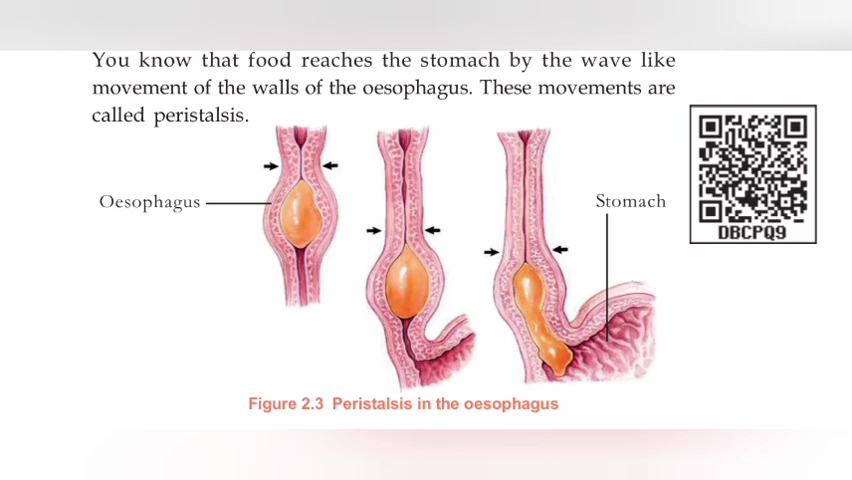 You know that food reaches the stomach by the wave like
movement of the walls of the oesophagus. These movements are
called peristalsis.
Oesophagus
Stomach
DBCPQ9
Figure 2.3 Peristalsis in the oesophagus